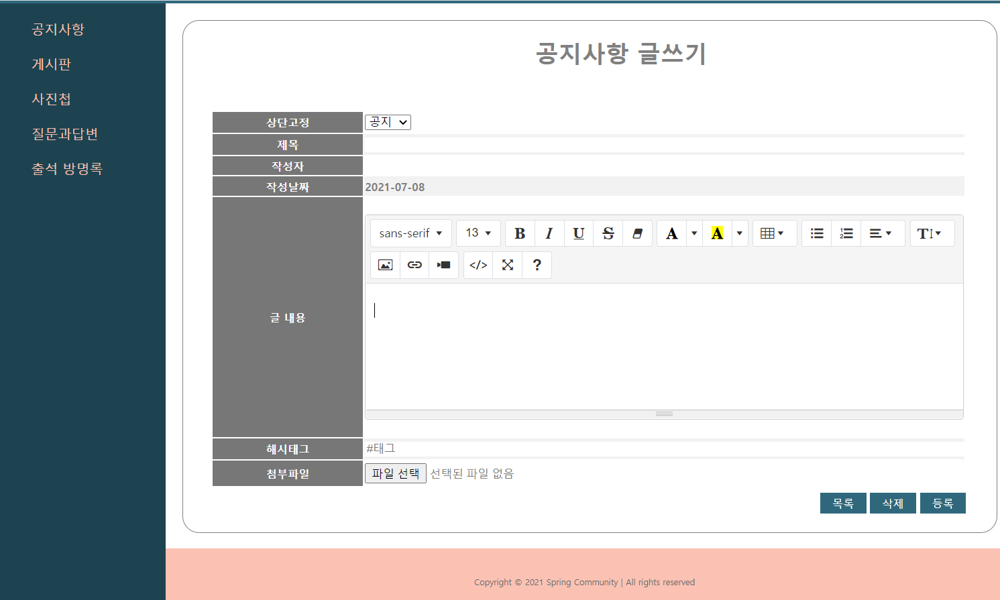 공지사항
게시판
사진첩
질문과답변
출석 방명록
공지사항 글쓰기
상단고정 공지
제목
작성자
작성날짜 2021-07-08
글 내용
sans-serif 13 B I U S A A T
</> ?
해시태그 #태그
첨부파일 파일 선택 선택된 파일 없음
목록 삭제 등록
Copyright © 2021 Spring Community | All rights reserved